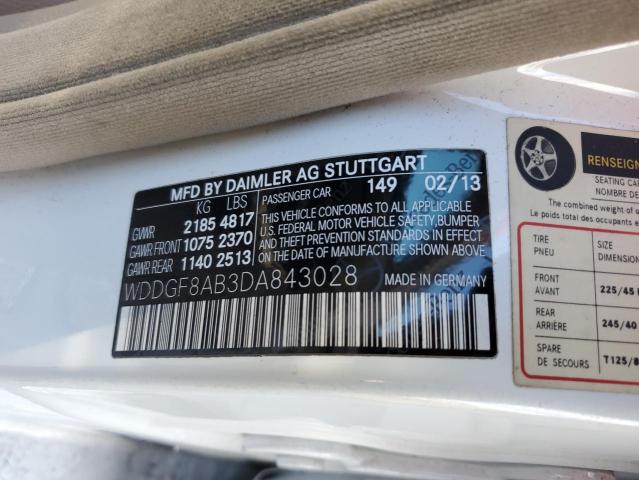 MFD BY DAIMLER AG STUTTGART
KG LBS PASSENGER CAR 149 02/13
GVWR 2185 4817
GAWR FRONT 1075 2370
GAWR REAR 1140 2513
THIS VEHICLE CONFORMS TO ALL APPLICABLE
U.S. FEDERAL MOTOR VEHICLE SAFETY,BUMPER
AND THEFT PREVENTION STANDARDS IN EFFECT
ON THE DATE OF MANUFACTURE SHOWN ABOVE
WDDGF8AB3DA843028 MADE IN GERMANY
RENSEIGN
SEATING CA
NOMBRE DE
The combined weight of
Le poids total des occupants e
TIRE SIZE
PNEU DIMENSION
FRONT
AVANT 225/45
REAR
ARRIÈRE 245/40
SPARE
DE SECOURS T125/8